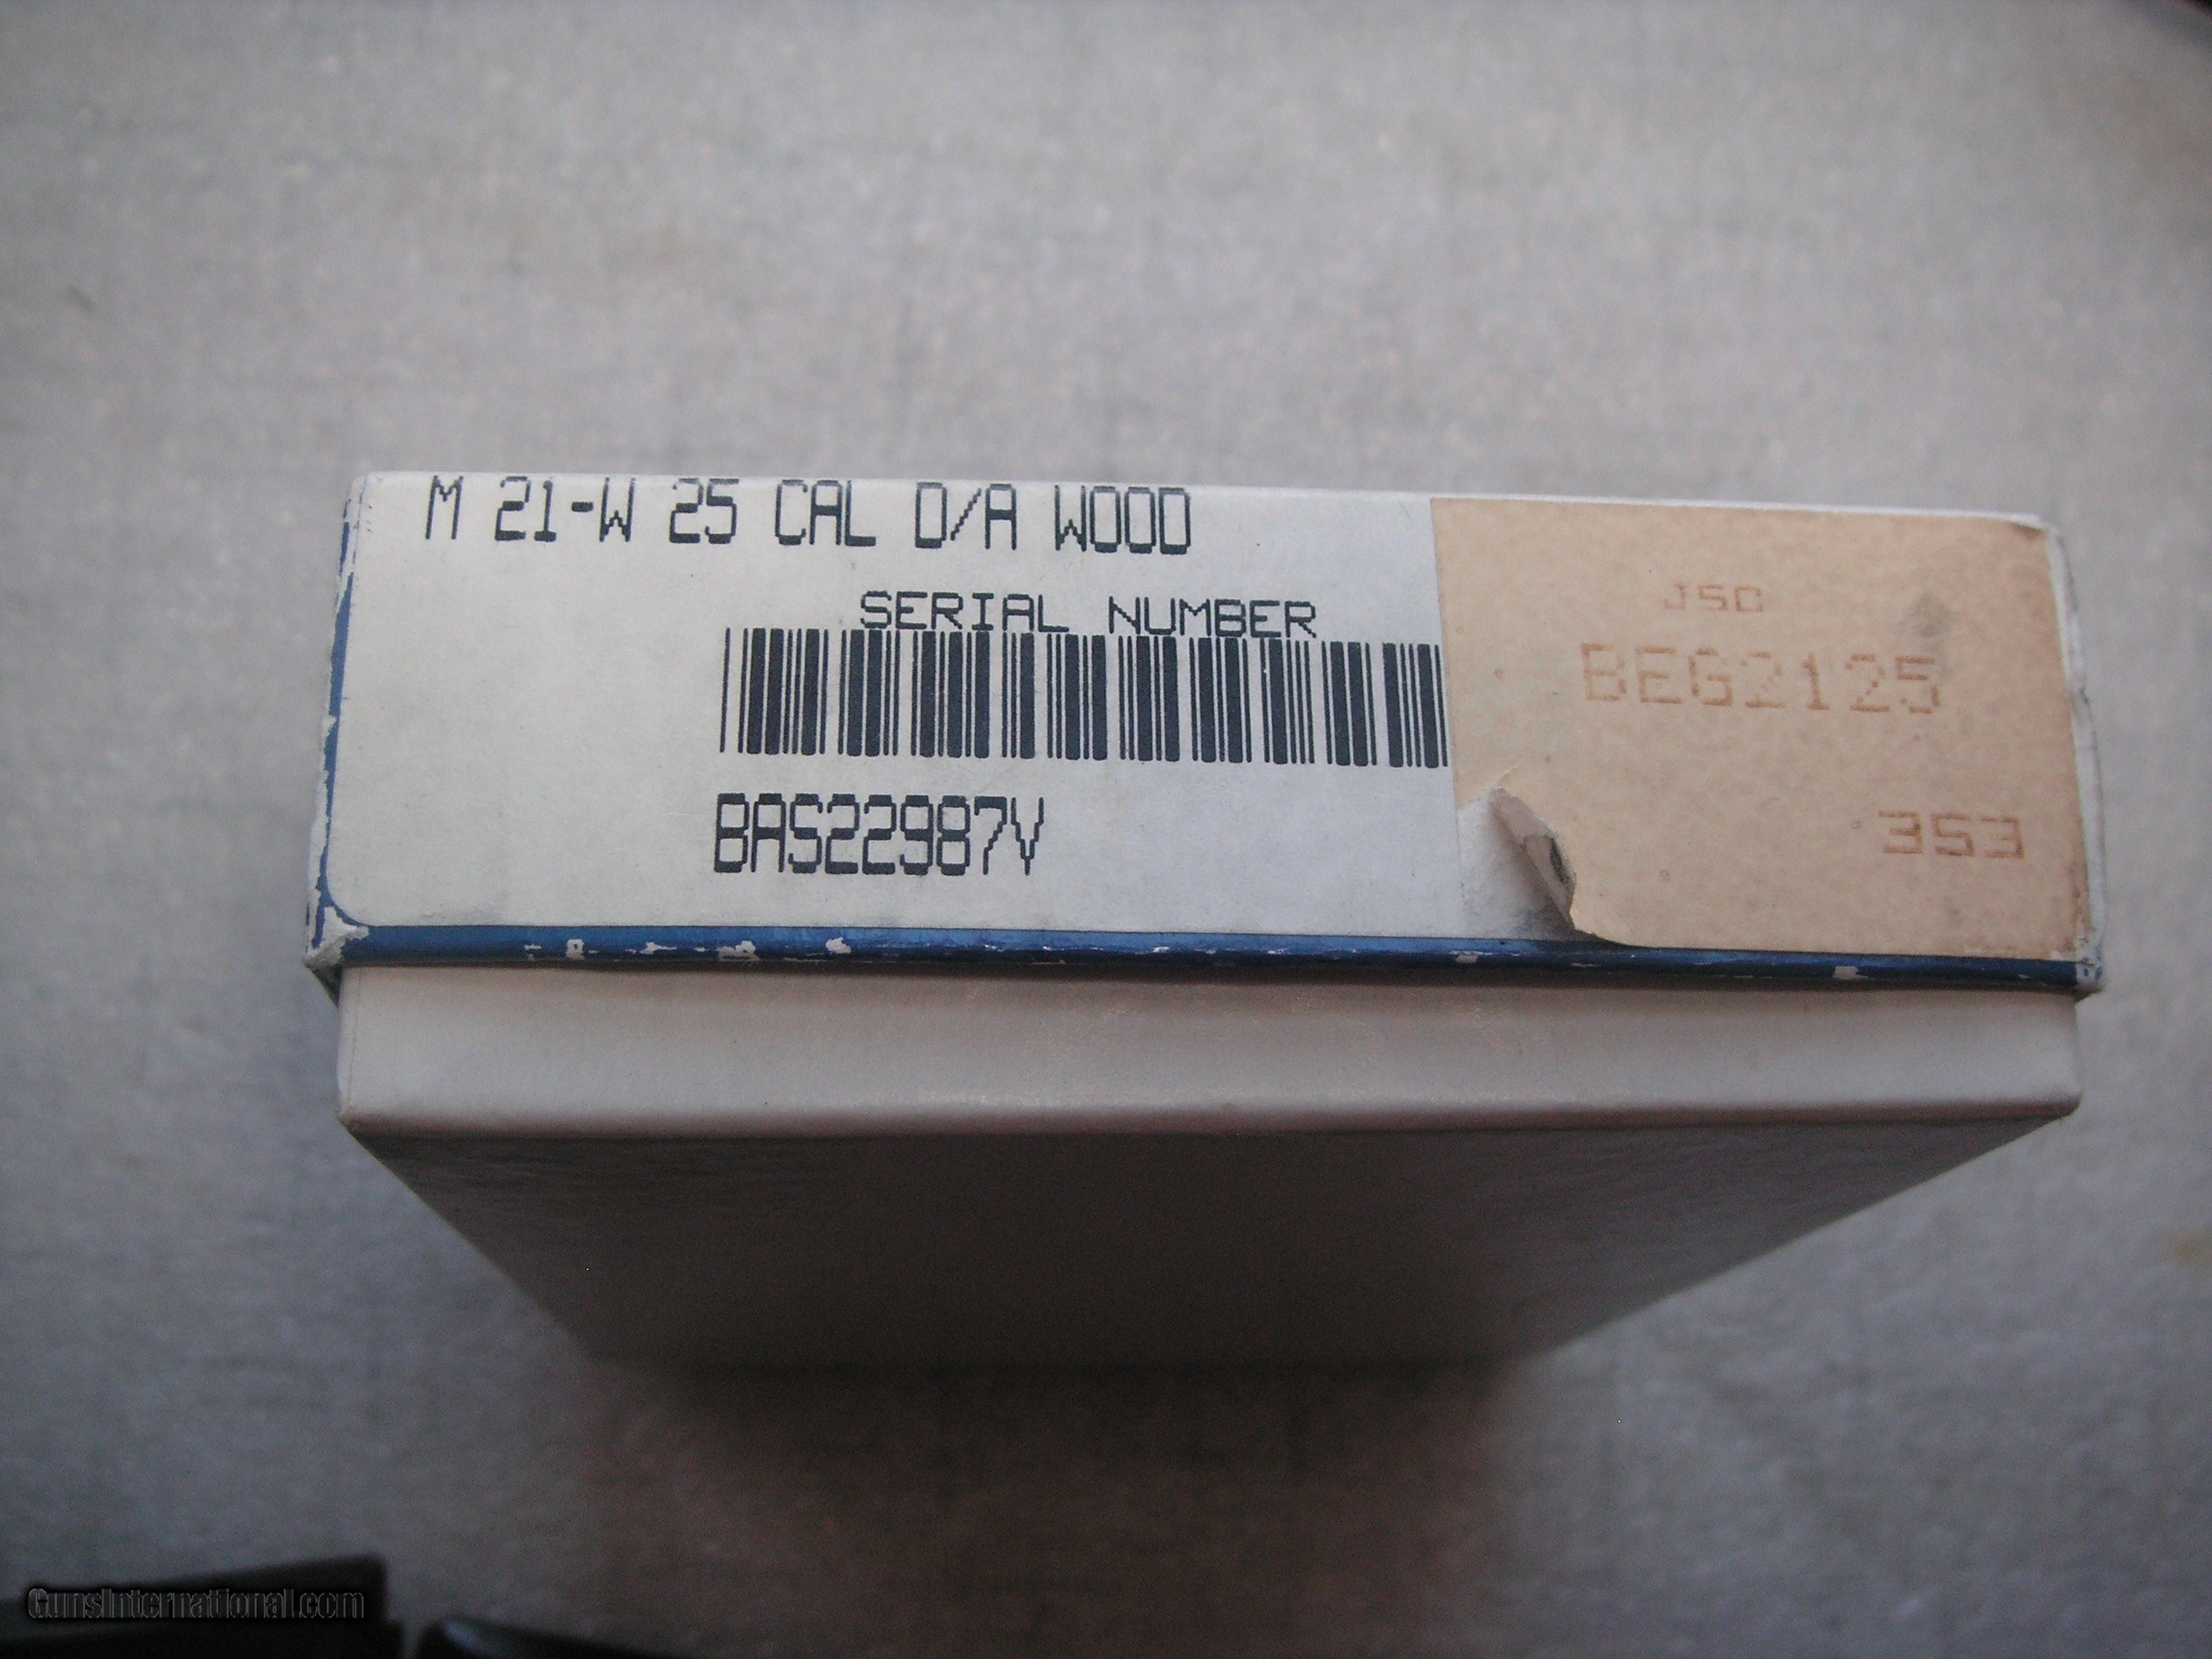 M 21-W 25 CAL D/A WOOD
SERIAL NUMBER
BAS22987V
JSC
BEG2125
353
GunsInternational.com